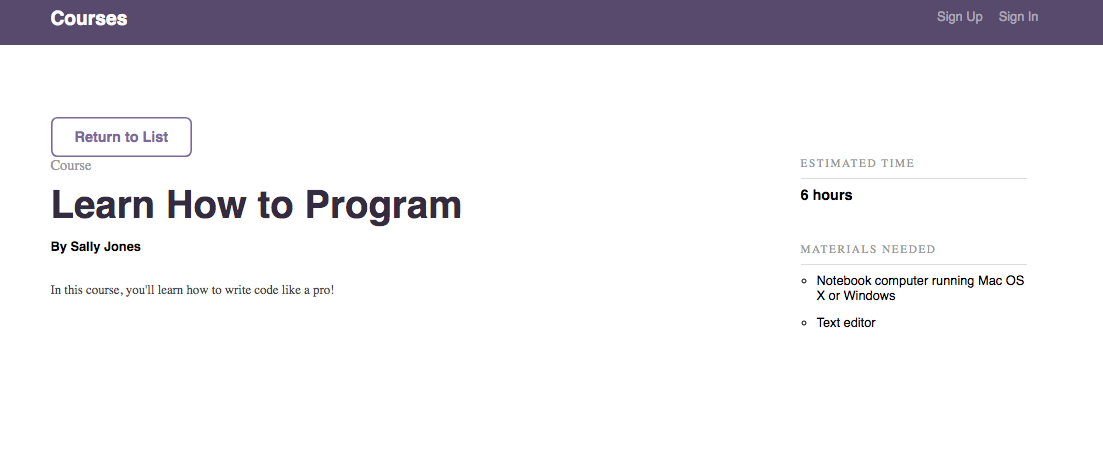 Courses
Sign Up Sign In
Return to List
Course
Learn How to Program
By Sally Jones
In this course, you'll learn how to write code like a pro!
ESTIMATED TIME
6 hours
MATERIALS NEEDED
Notebook computer running Mac OS
X or Windows
Text editor